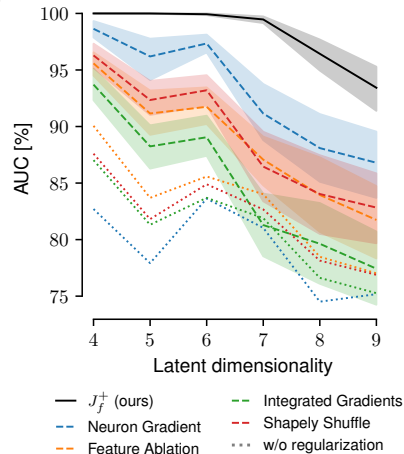 100
95
90
85
80
75
AUC [%]
4 5 6 7 8 9
Latent dimensionality
J_f^+ (ours)
Neuron Gradient
Feature Ablation
Integrated Gradients
Shapely Shuffle
w/o regularization